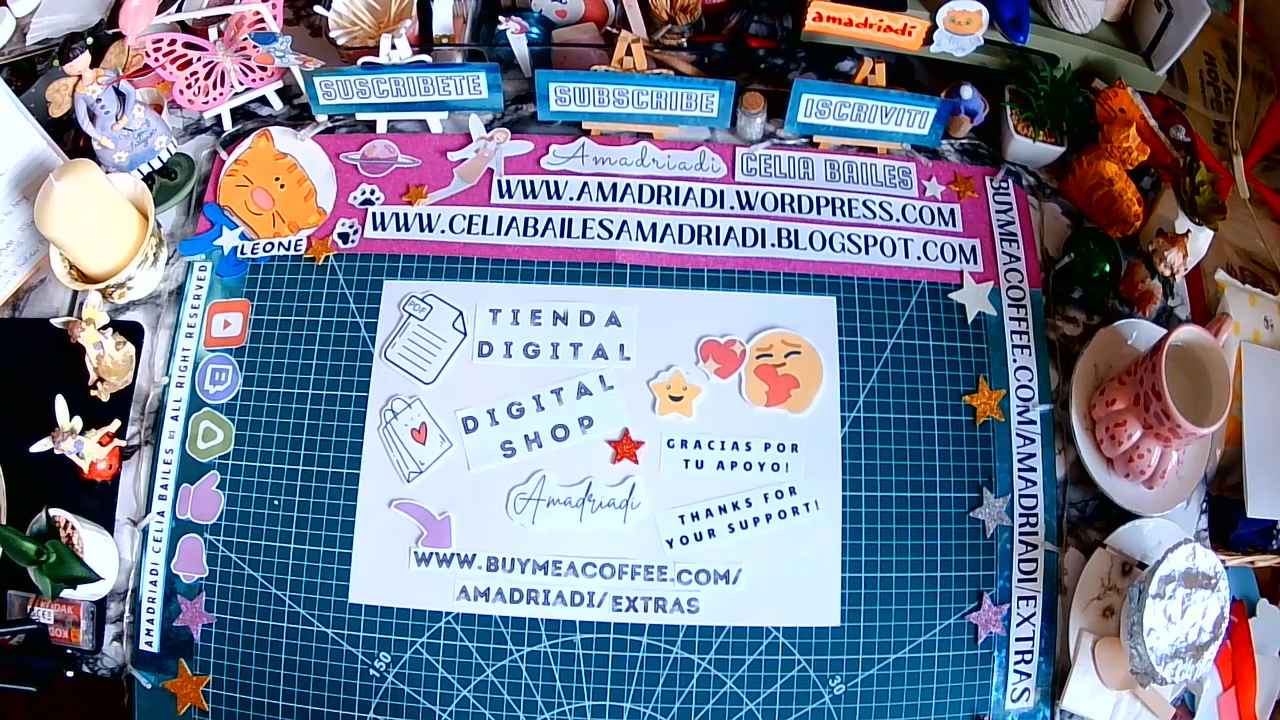 amadriadi
SUSCRIBETE
SUBSCRIBE
ISCRIVITI
Amadriadi CELIA BAILES
WWW.AMADRIADI.WORDPRESS.COM
WWW.CELIABAILESAMADRIADI.BLOGSPOT.COM
LEONE
AMADRIADI CELIA BAILES ALL RIGHT RESERVED
BUYMEACOFFEE.COM/AMADRIADI/EXTRAS
PDF
TIENDA
DIGITAL
DIGITAL
SHOP
GRACIAS POR
TU APOYO!
Amadriadi
THANKS FOR
YOUR SUPPORT!
WWW.BUYMEACOFFEE.COM/
AMADRIADI/EXTRAS
150
30
KODAK